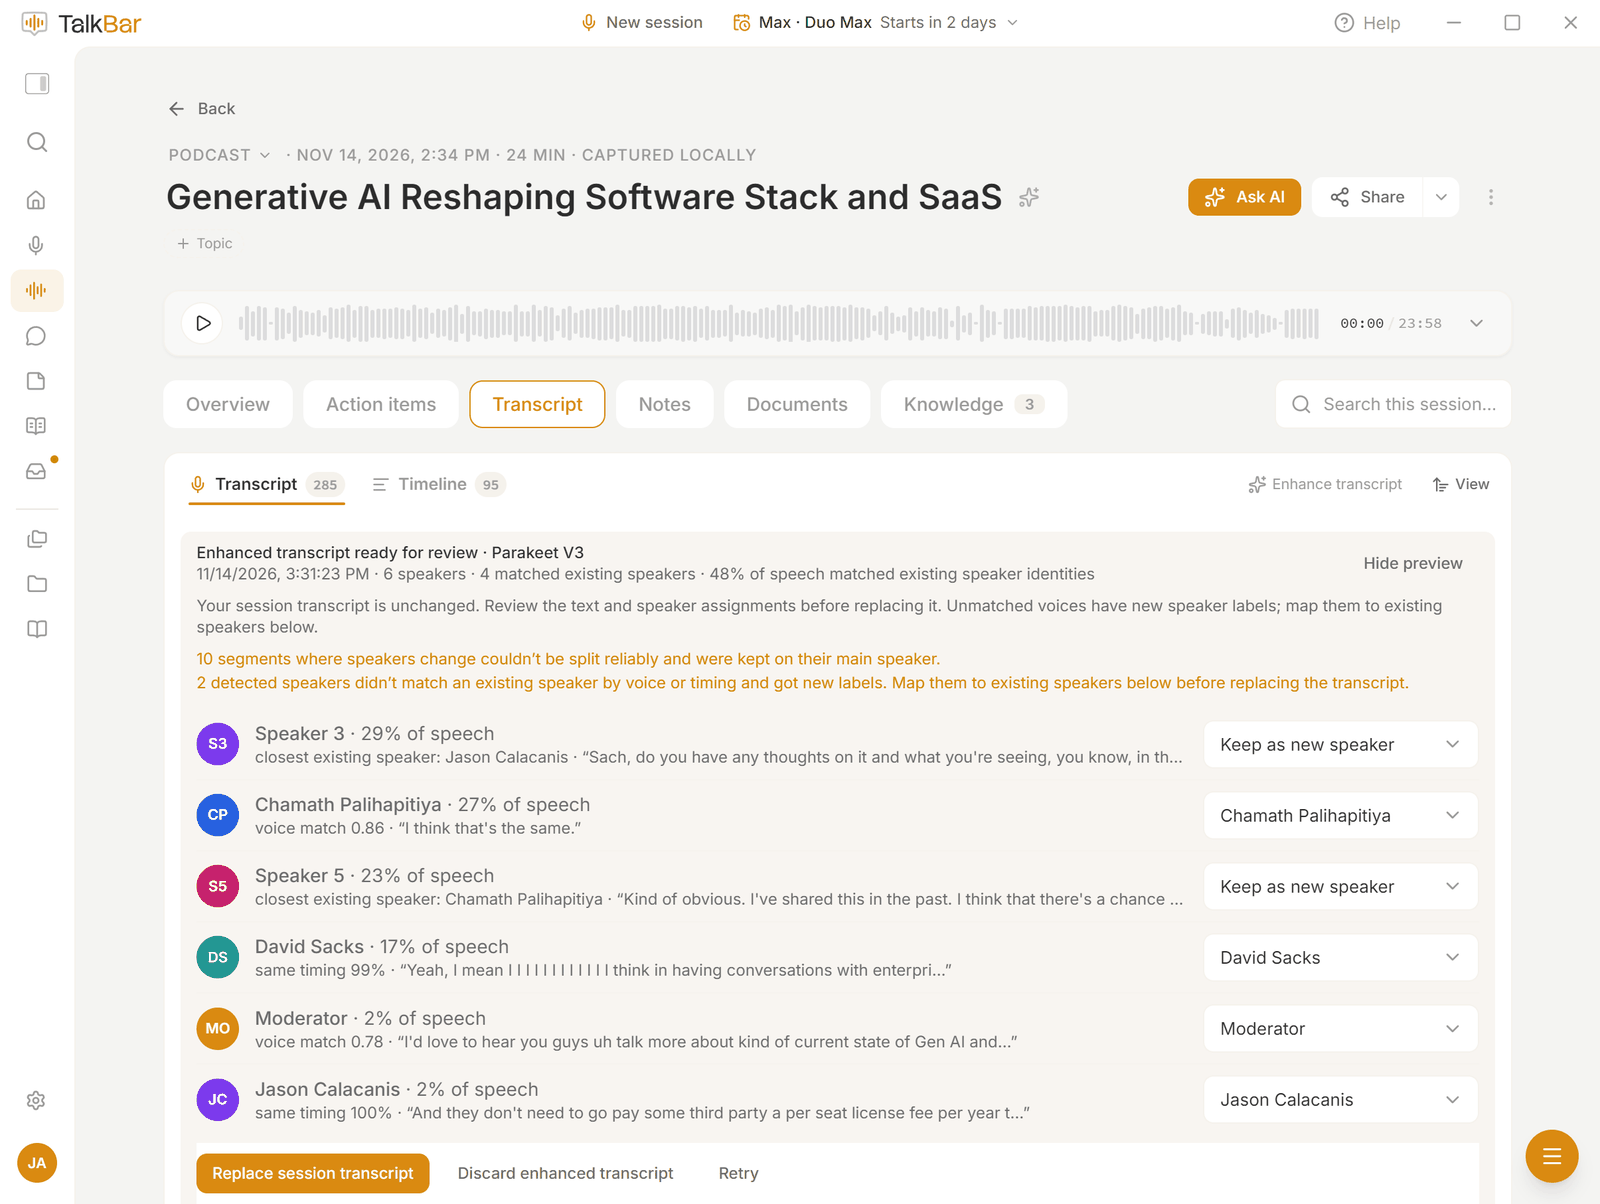 TalkBar
New session
Max · Duo Max Starts in 2 days
Help
Back
PODCAST · NOV 14, 2026, 2:34 PM · 24 MIN · CAPTURED LOCALLY
Generative AI Reshaping Software Stack and SaaS
Ask AI
Share
+ Topic
00:00 / 23:58
Overview
Action items
Transcript
Notes
Documents
Knowledge 3
Search this session...
Transcript 285
Timeline 95
Enhance transcript
View
Enhanced transcript ready for review · Parakeet V3
11/14/2026, 3:31:23 PM · 6 speakers · 4 matched existing speakers · 48% of speech matched existing speaker identities
Hide preview
Your session transcript is unchanged. Review the text and speaker assignments before replacing it. Unmatched voices have new speaker labels; map them to existing
speakers below.
10 segments where speakers change couldn’t be split reliably and were kept on their main speaker.
2 detected speakers didn’t match an existing speaker by voice or timing and got new labels. Map them to existing speakers below before replacing the transcript.
S3
Speaker 3 · 29% of speech
closest existing speaker: Jason Calacanis · “Sach, do you have any thoughts on it and what you're seeing, you know, in th...
Keep as new speaker
CP
Chamath Palihapitiya · 27% of speech
voice match 0.86 · “I think that's the same.”
Chamath Palihapitiya
S5
Speaker 5 · 23% of speech
closest existing speaker: Chamath Palihapitiya · “Kind of obvious. I've shared this in the past. I think that there's a chance ...
Keep as new speaker
DS
David Sacks · 17% of speech
same timing 99% · “Yeah, I mean I I I I I I I I I I I I think in having conversations with enterpri...”
David Sacks
MO
Moderator · 2% of speech
voice match 0.78 · “I'd love to hear you guys uh talk more about kind of current state of Gen AI and...”
Moderator
JC
Jason Calacanis · 2% of speech
same timing 100% · “And they don't need to go pay some third party a per seat license fee per year t...”
Jason Calacanis
JA
Replace session transcript
Discard enhanced transcript
Retry